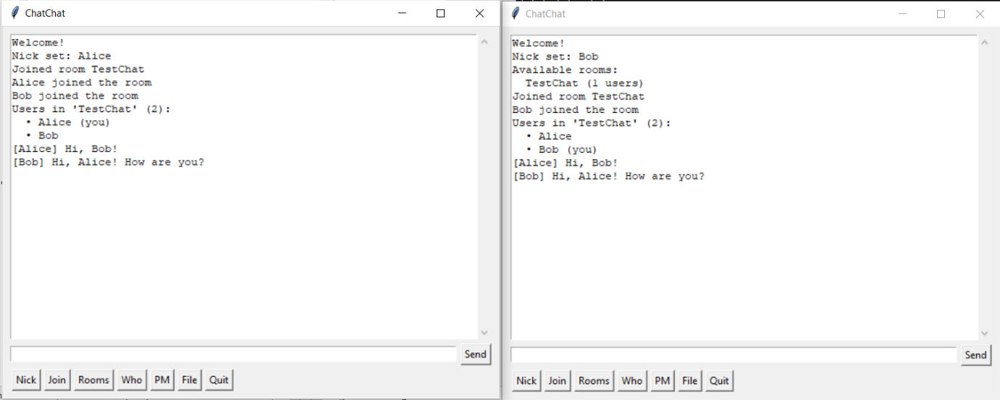 ChatChat
Welcome!
Nick set: Alice
Joined room TestChat
Alice joined the room
Bob joined the room
Users in 'TestChat' (2):
• Alice (you)
• Bob
[Alice] Hi, Bob!
[Bob] Hi, Alice! How are you?
Send
Nick Join Rooms Who PM File Quit
ChatChat
Welcome!
Nick set: Bob
Available rooms:
TestChat (1 users)
Joined room TestChat
Bob joined the room
Users in 'TestChat' (2):
• Alice
• Bob (you)
[Alice] Hi, Bob!
[Bob] Hi, Alice! How are you?
Send
Nick Join Rooms Who PM File Quit